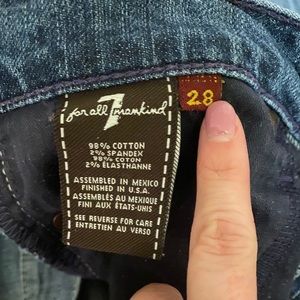 for all 7 mankind
28
98% COTTON
2% SPANDEX
98% COTON
2% ÉLASTHANNE
ASSEMBLED IN MEXICO
FINISHED IN U.S.A.
ASSEMBLÉS AU MEXIQUE
FINI AUX ÉTATS-UNIS
SEE REVERSE FOR CARE
ENTRETIEN AU VERSO